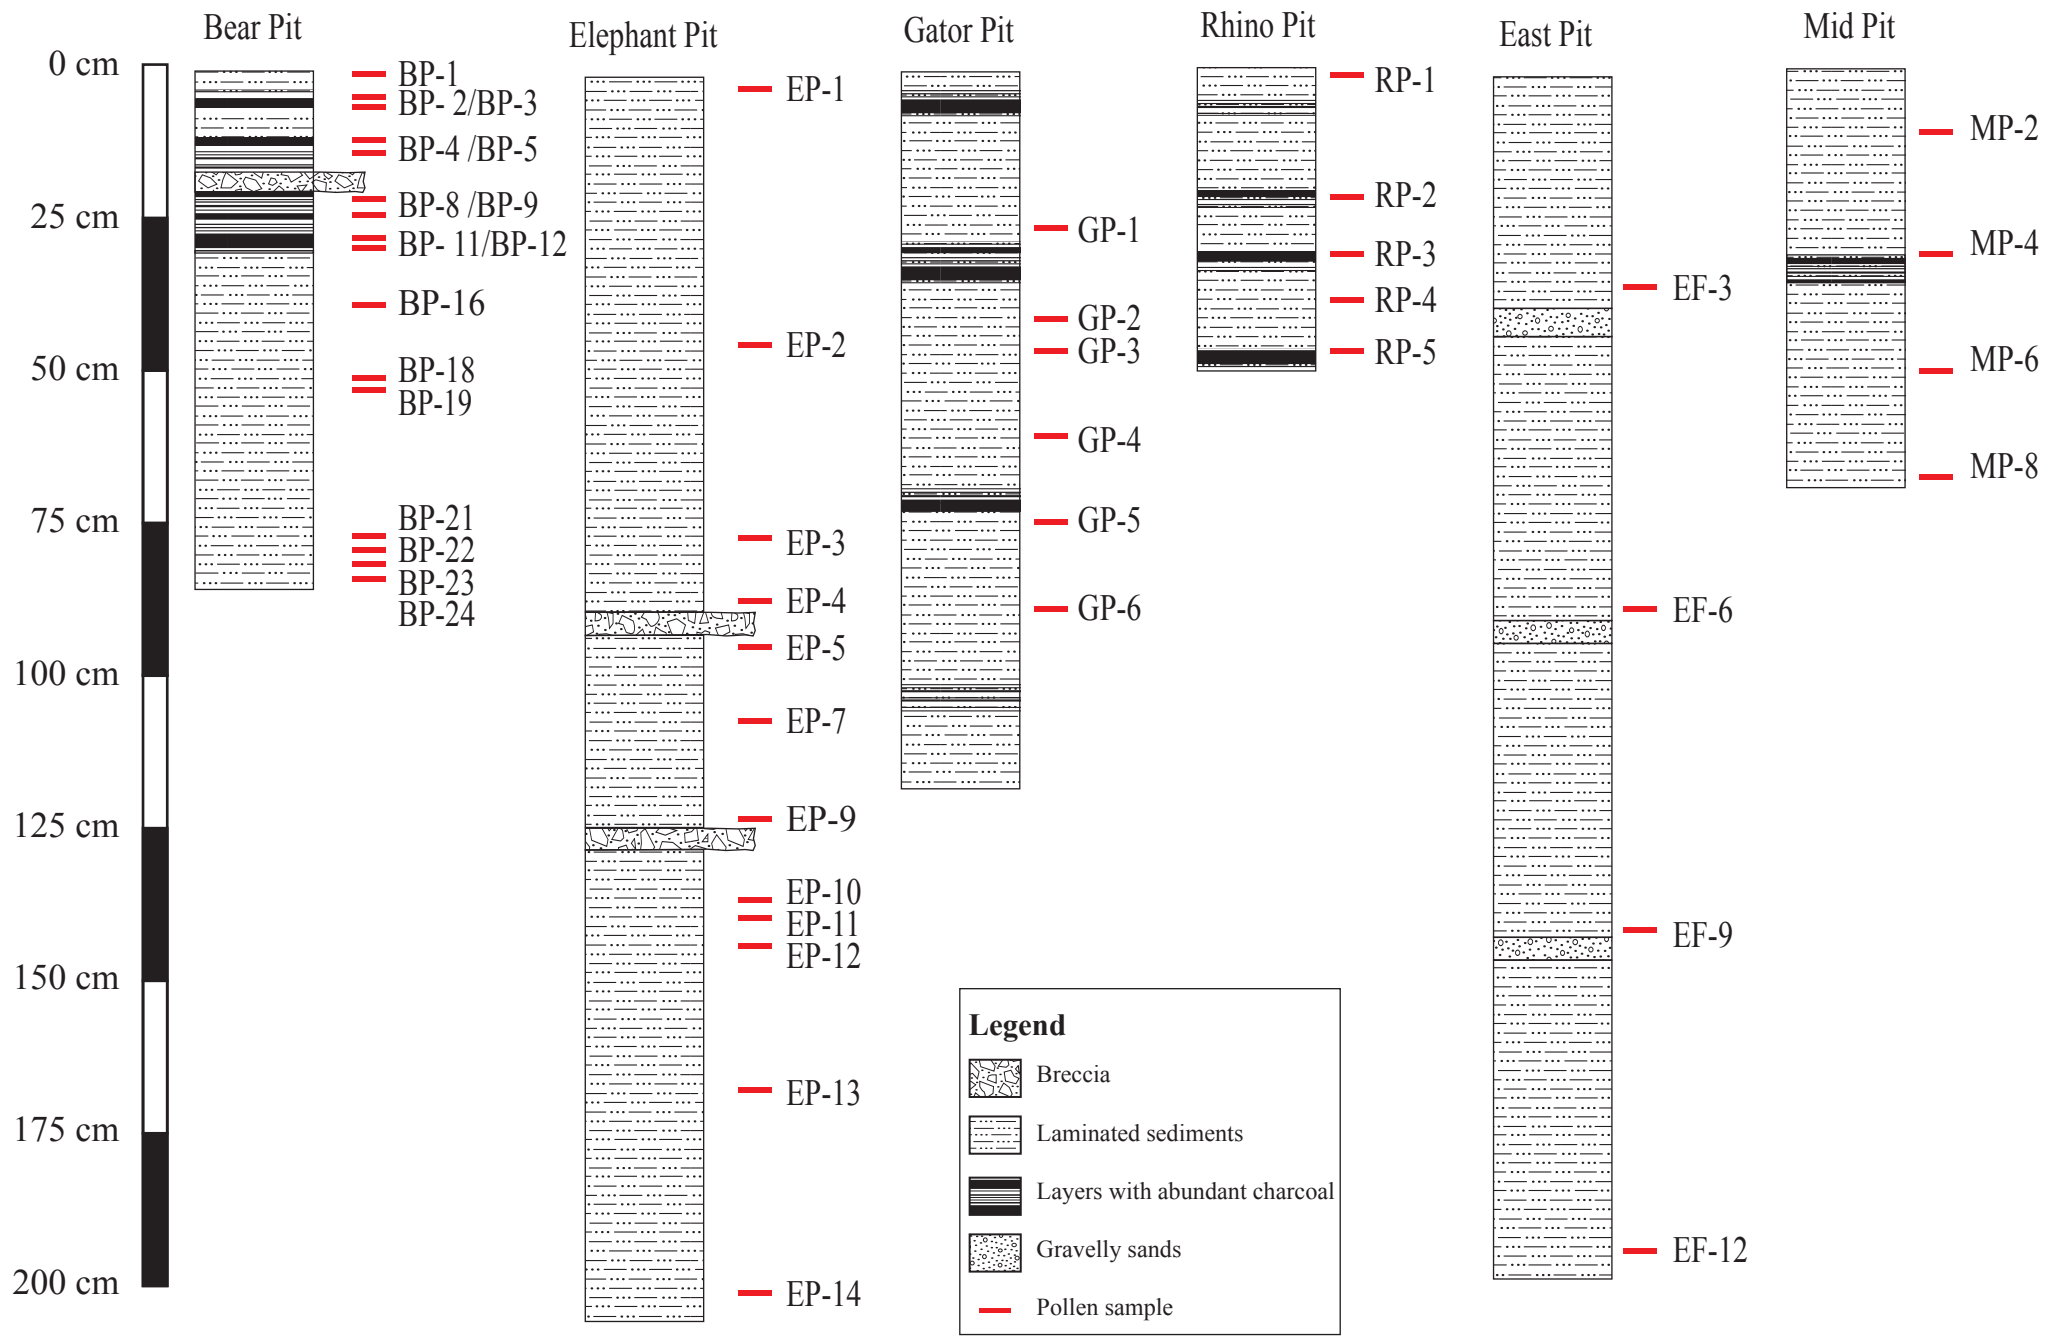 Bear Pit
Elephant Pit
Gator Pit
Rhino Pit
East Pit
Mid Pit
0 cm
25 cm
50 cm
75 cm
100 cm
125 cm
150 cm
175 cm
200 cm
BP-1
BP- 2/BP-3
BP-4 /BP-5
BP-8 /BP-9
BP- 11/BP-12
BP-16
BP-18
BP-19
BP-21
BP-22
BP-23
BP-24
EP-1
EP-2
EP-3
EP-4
EP-5
EP-7
EP-9
EP-10
EP-11
EP-12
EP-13
EP-14
GP-1
GP-2
GP-3
GP-4
GP-5
GP-6
RP-1
RP-2
RP-3
RP-4
RP-5
EF-3
EF-6
EF-9
EF-12
MP-2
MP-4
MP-6
MP-8
Legend
Breccia
Laminated sediments
Layers with abundant charcoal
Gravelly sands
Pollen sample